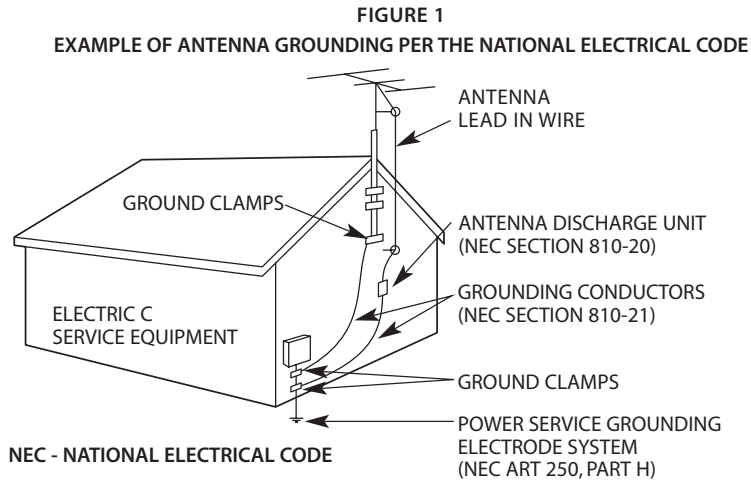 FIGURE 1
EXAMPLE OF ANTENNA GROUNDING PER THE NATIONAL ELECTRICAL CODE
ANTENNA
LEAD IN WIRE
GROUND CLAMPS
ANTENNA DISCHARGE UNIT
(NEC SECTION 810-20)
GROUNDING CONDUCTORS
(NEC SECTION 810-21)
ELECTRIC C
SERVICE EQUIPMENT
GROUND CLAMPS
POWER SERVICE GROUNDING
ELECTRODE SYSTEM
(NEC ART 250, PART H)
NEC - NATIONAL ELECTRICAL CODE